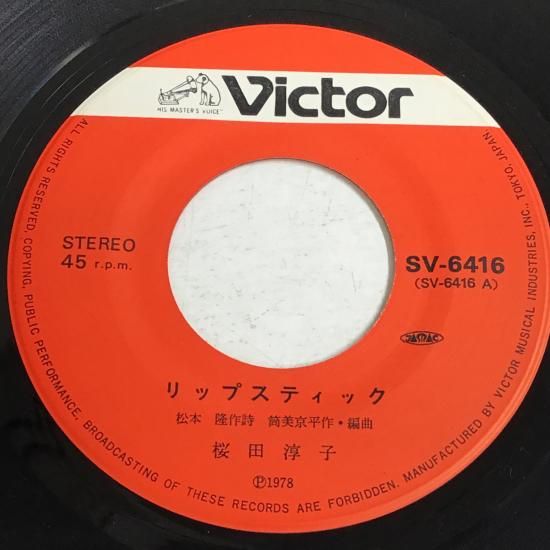 Victor
HIS MASTER'S VOICE
STEREO
45 r.p.m.
SV-6416
(SV-6416 A)
JASRAC
リップスティック
松本 隆作詩 筒美京平作・編曲
桜田淳子
Ⓟ1978
ALL RIGHTS RESERVED. COPYING, PUBLIC PERFORMANCE, BROADCASTING OF THESE RECORDS ARE FORBIDDEN. MANUFACTURED BY VICTOR MUSICAL INDUSTRIES, INC., TOKYO, JAPAN.